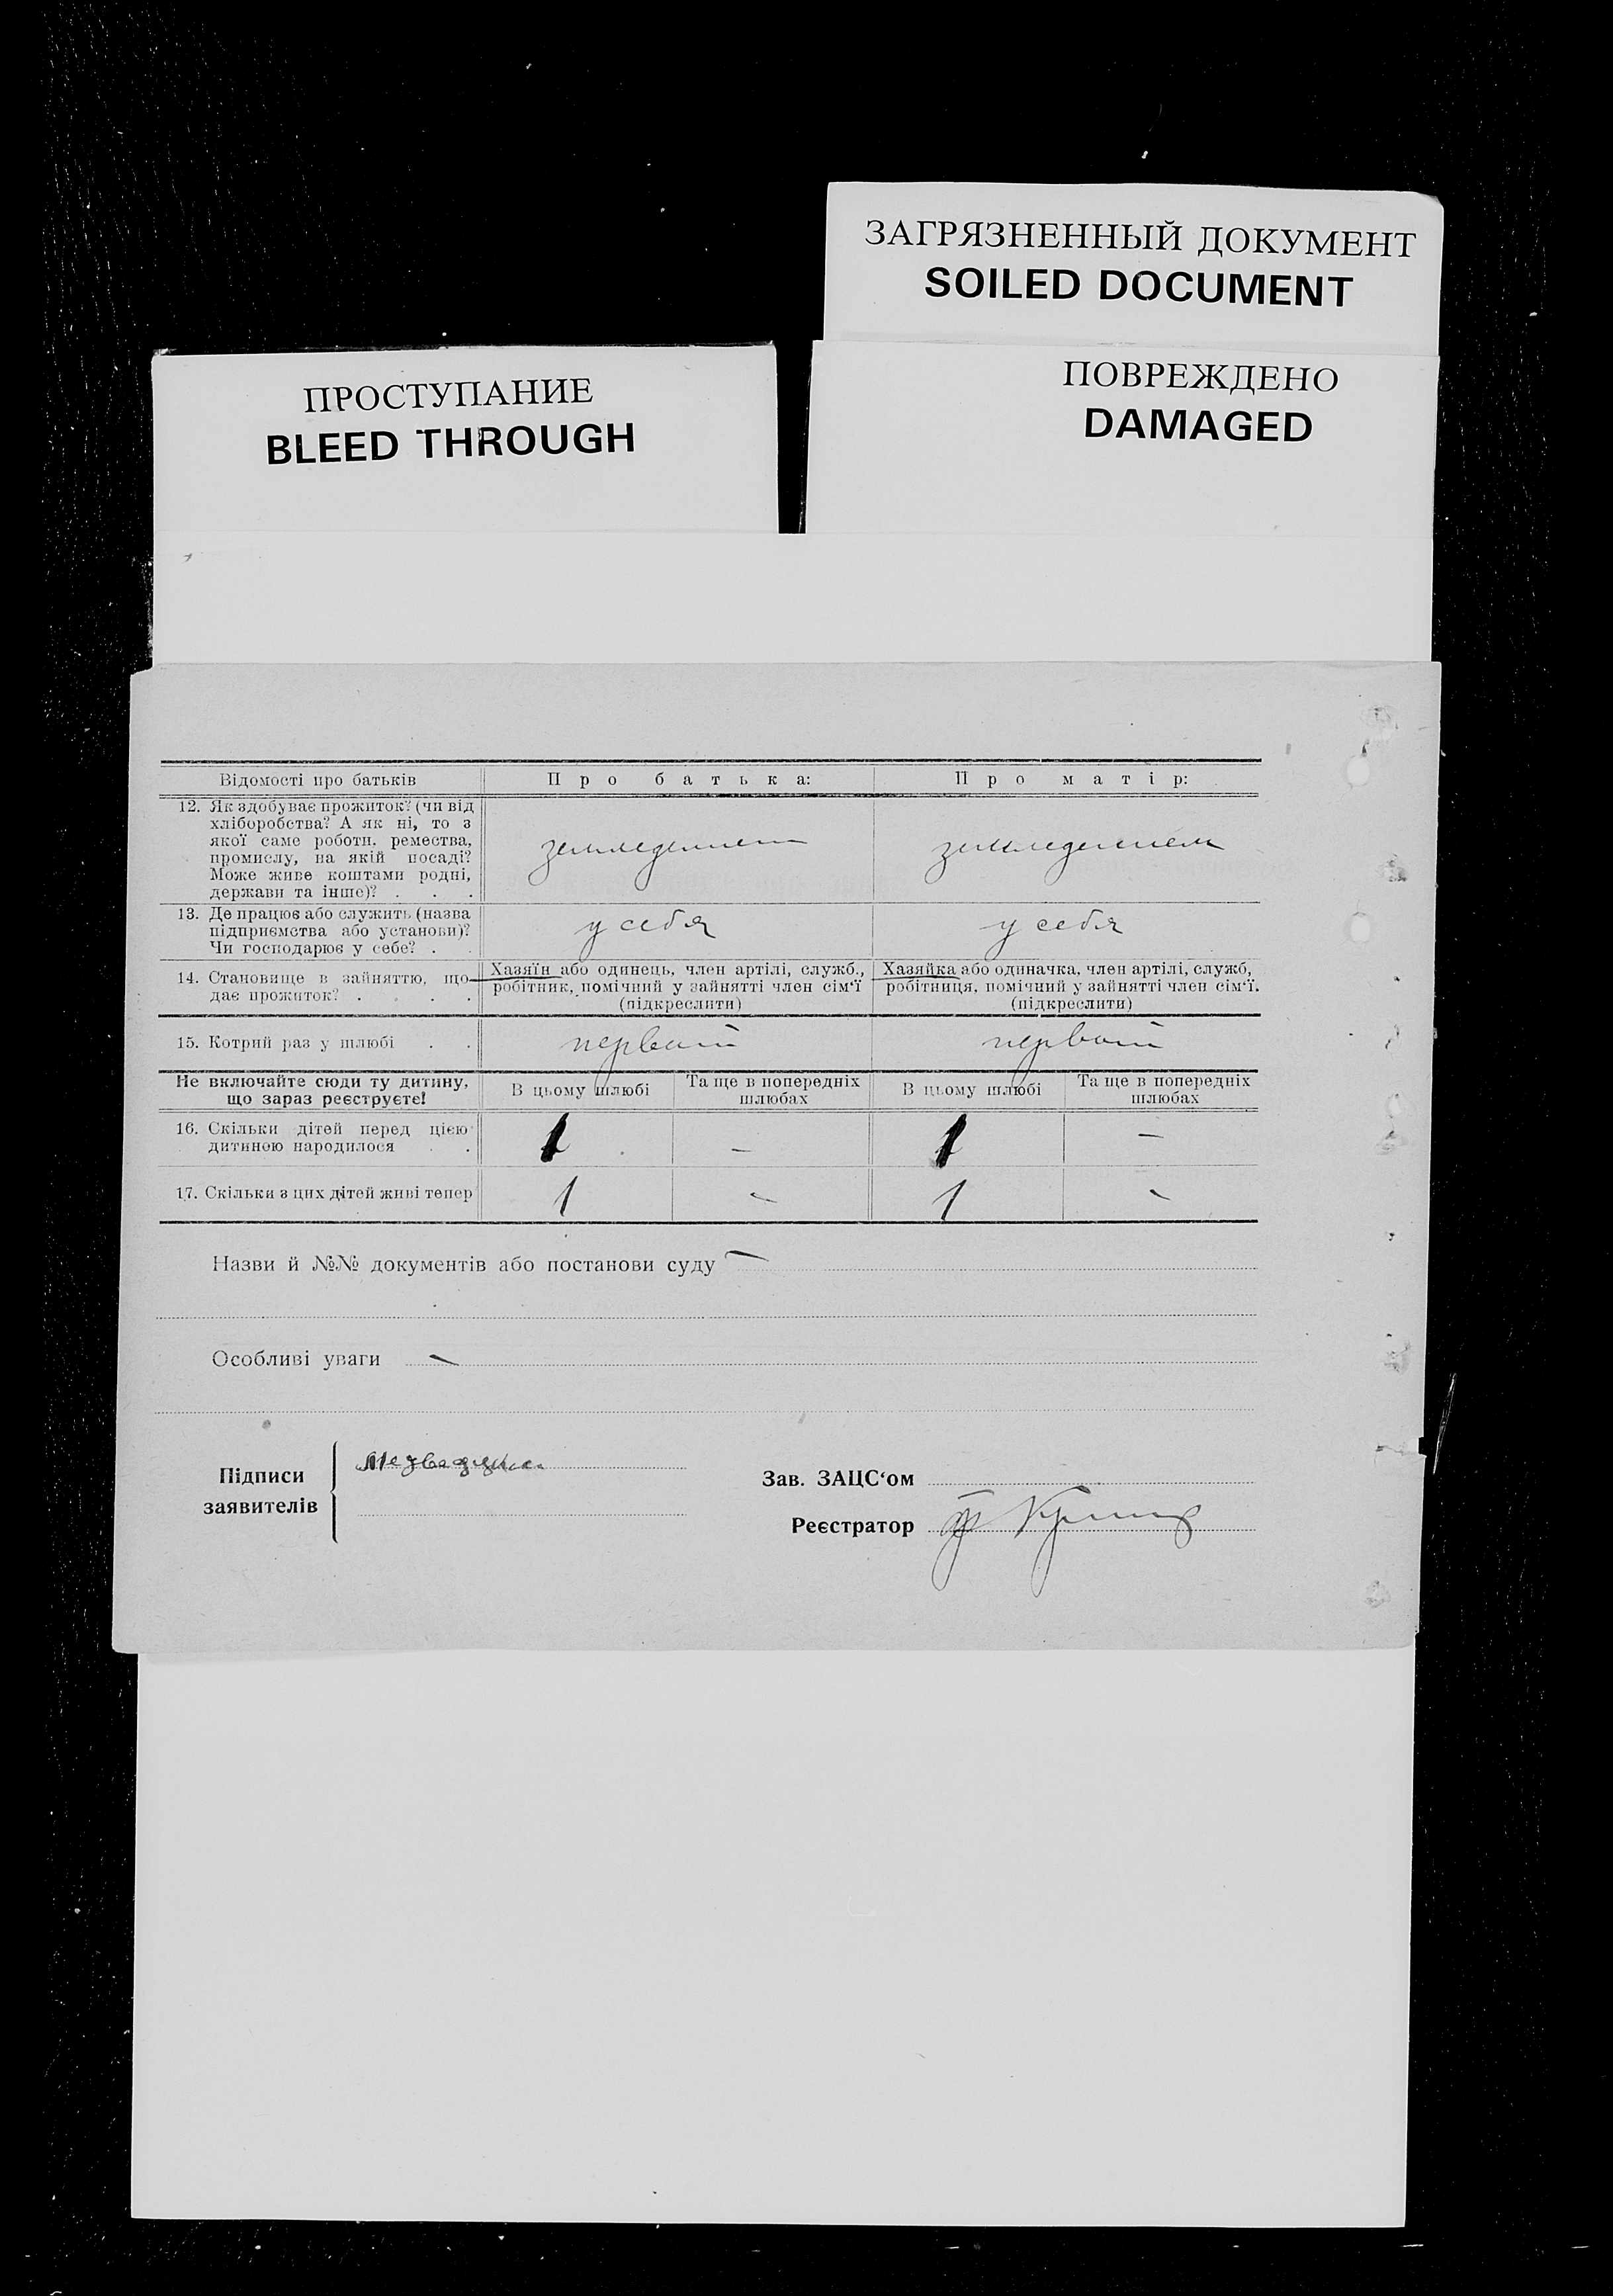 ЗАГРЯЗНЕННЫЙ ДОКУМЕНТ
SOILED DOCUMENT
ПОВРЕЖДЕНО
DAMAGED
ПРОСТУПАНИЕ
BLEED THROUGH
Відомості про батьків П р о б а т ь к а: П р о м а т і р:
12. Як здобуває прожиток? (чи від
хліборобства? А як ні, то з
якої саме роботи, ремества,
промислу, на якій посаді?
Може живе коштами родні,
держави та інше)? . . .
земледелием земледелием
13. Де працює або служить (назва
підприємства або установи)?
Чи господарює у себе? . .
у себя у себя
14. Становище в зайняттю, що
дає прожиток? . . . .
Хазяїн або одинець, член артілі, служб.,
робітник, помічний у зайнятті член сім'ї
(підкреслити)
Хазяйка або одиначка, член артілі, служб,
робітниця, помічний у зайнятті член сім'ї.
(підкреслити)
15. Котрий раз у шлюбі . . первый первый
Не включайте сюди ту дитину,
що зараз реєструєте!
В цьому шлюбі Та ще в попередніх
шлюбах
В цьому шлюбі Та ще в попередніх
шлюбах
16. Скільки дітей перед цією
дитиною народилося . .
1 — 1 —
17. Скільки з цих дітей живі тепер 1 - 1 -
Назви й №№ документів або постанови суду —
Особливі уваги —
Підписи
заявителів
Зав. ЗАЦС'ом
Реєстратор